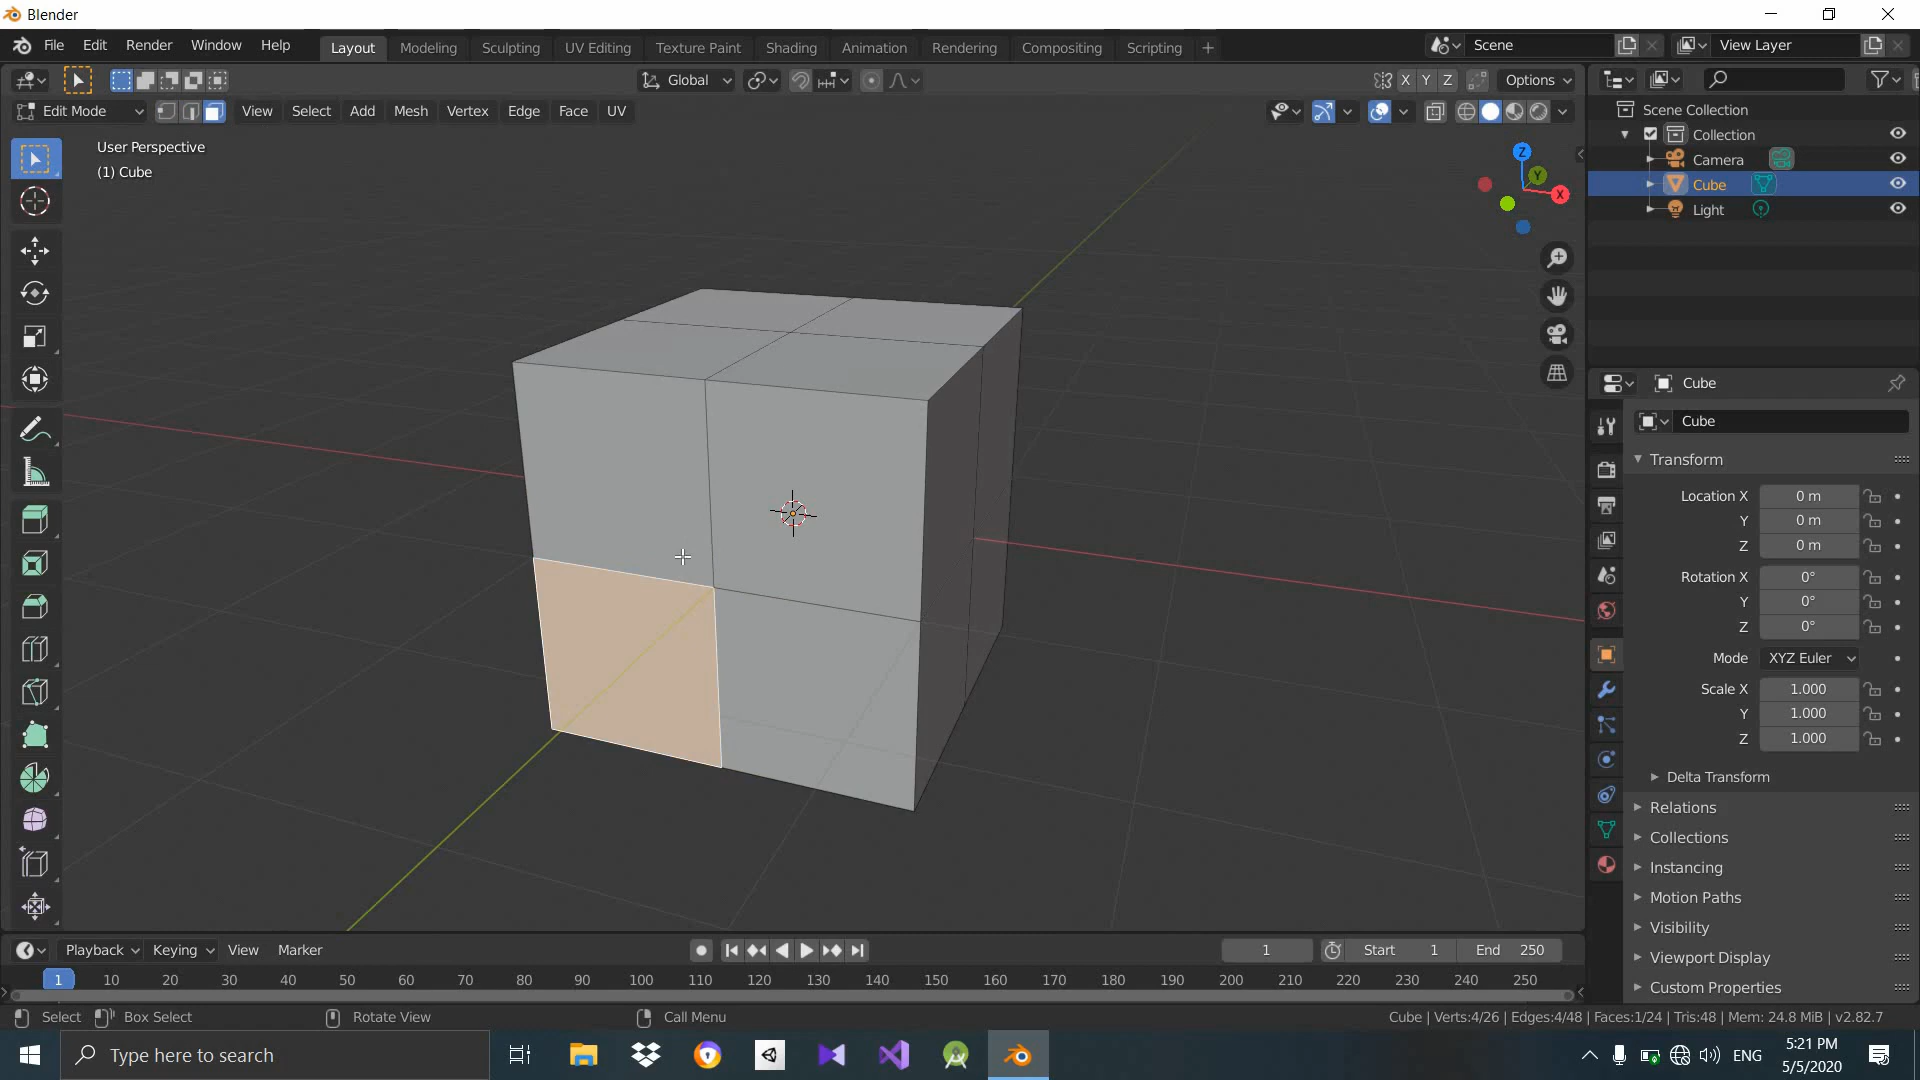 Blender
File Edit Render Window Help Layout Modeling Sculpting UV Editing Texture Paint Shading Animation Rendering Compositing Scripting + Scene View Layer
Global X Y Z Options
Edit Mode View Select Add Mesh Vertex Edge Face UV
User Perspective
(1) Cube
Z
Y
X
Scene Collection
Collection
Camera
Cube
Light
Cube
Cube
Transform
Location X 0 m
Y 0 m
Z 0 m
Rotation X 0°
Y 0°
Z 0°
Mode XYZ Euler
Scale X 1.000
Y 1.000
Z 1.000
Delta Transform
Relations
Collections
Instancing
Motion Paths
Visibility
Viewport Display
Custom Properties
Playback Keying View Marker 1 Start 1 End 250
1 10 20 30 40 50 60 70 80 90 100 110 120 130 140 150 160 170 180 190 200 210 220 230 240 250
Select Box Select Rotate View Call Menu Cube | Verts:4/26 | Edges:4/48 | Faces:1/24 | Tris:48 | Mem: 24.8 MiB | v2.82.7
Type here to search ENG 5:21 PM
5/5/2020